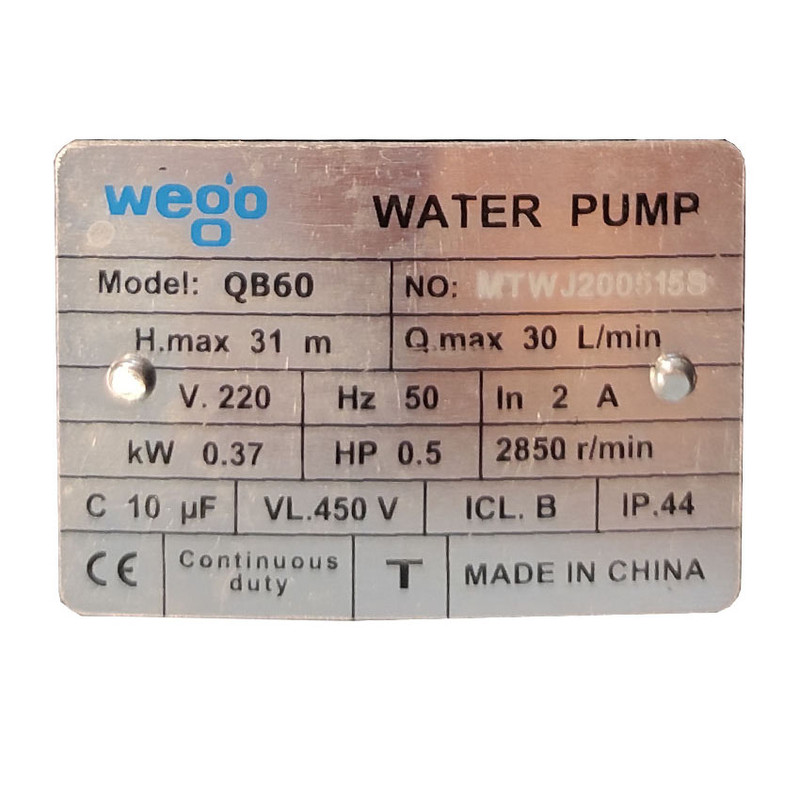 wego WATER PUMP
Model: QB60 NO: MTWJ200515S
H.max 31 m Q.max 30 L/min
V. 220 Hz 50 In 2 A
kW 0.37 HP 0.5 2850 r/min
C 10 µF VL.450 V ICL. B IP.44
CE Continuous duty T MADE IN CHINA